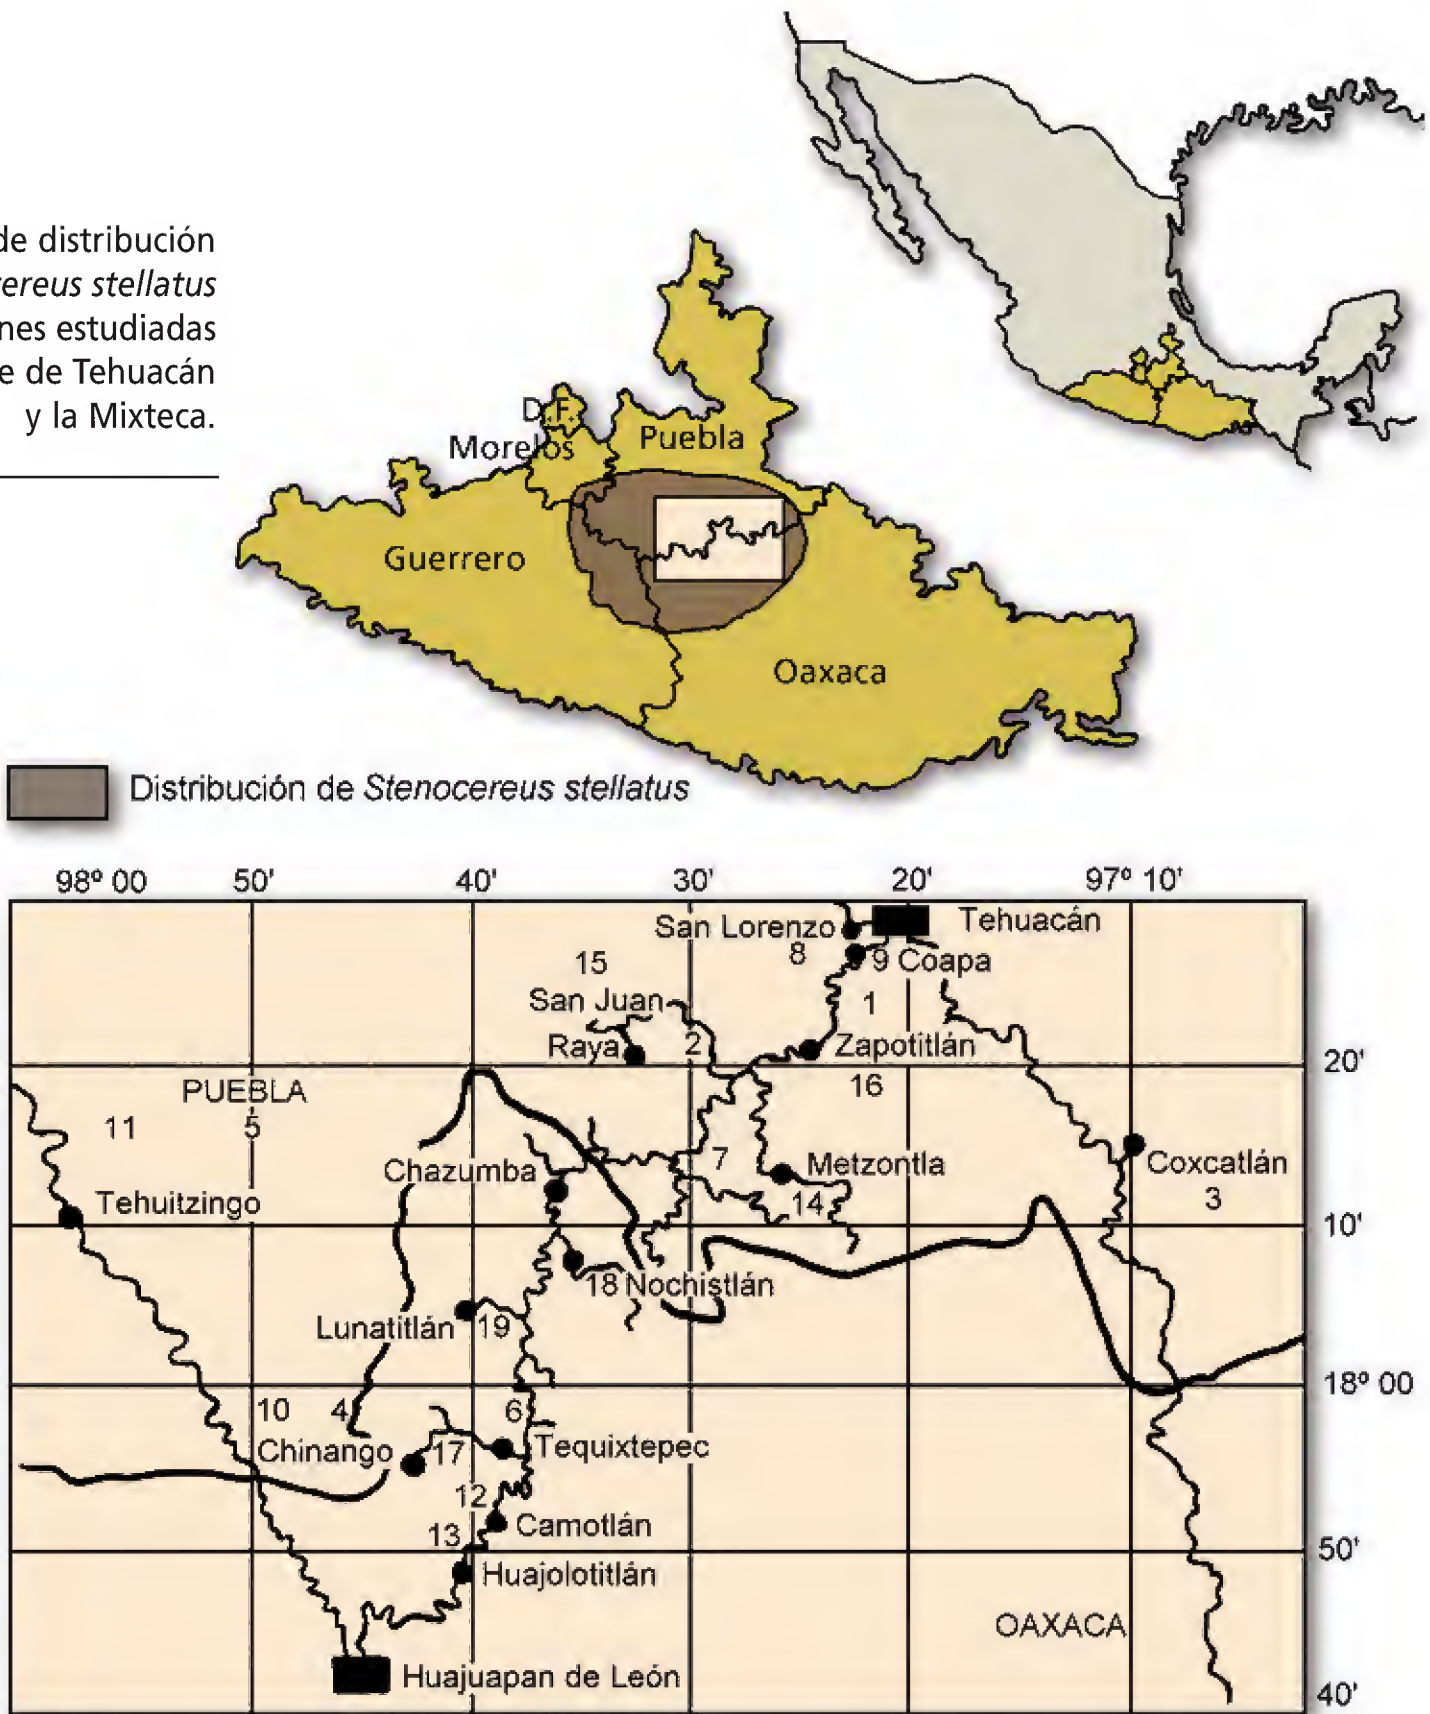 de distribución
ereus stellatus
nes estudiadas
e de Tehuacán
y la Mixteca.
D.F.
Morelos
Puebla
Guerrero
Oaxaca
Distribución de Stenocereus stellatus
98º 00 50' 40' 30' 20' 97º 10'
San Lorenzo Tehuacán
8 9 Coapa
15
San Juan 1
Raya 2 Zapotitlán
20'
PUEBLA 16
11 5
7 Metzontla Coxcatlán
Chazumba
14 3
Tehuitzingo
10'
18 Nochistlán
Lunatitlán 19
18º 00
10 4 6
Chinango 17 Tequixtepec
12
13 Camotlán
50'
Huajolotitlán
OAXACA
Huajuapan de León
40'